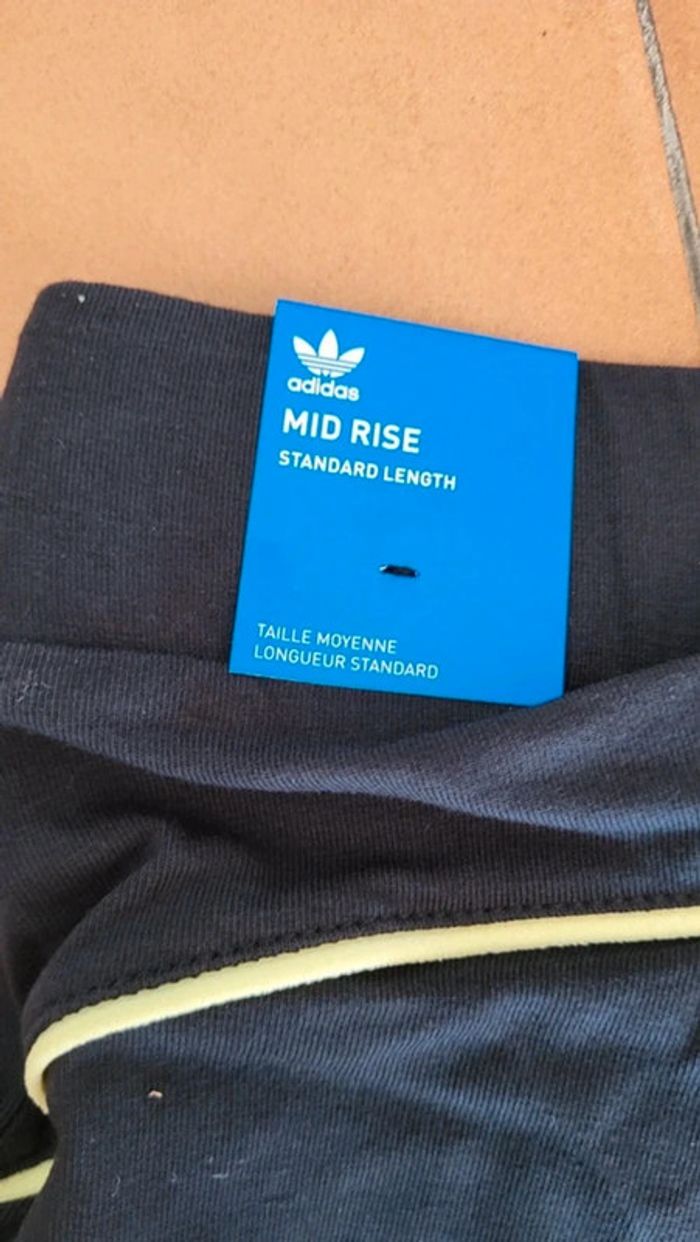 adidas
MID RISE
STANDARD LENGTH
TAILLE MOYENNE
LONGUEUR STANDARD